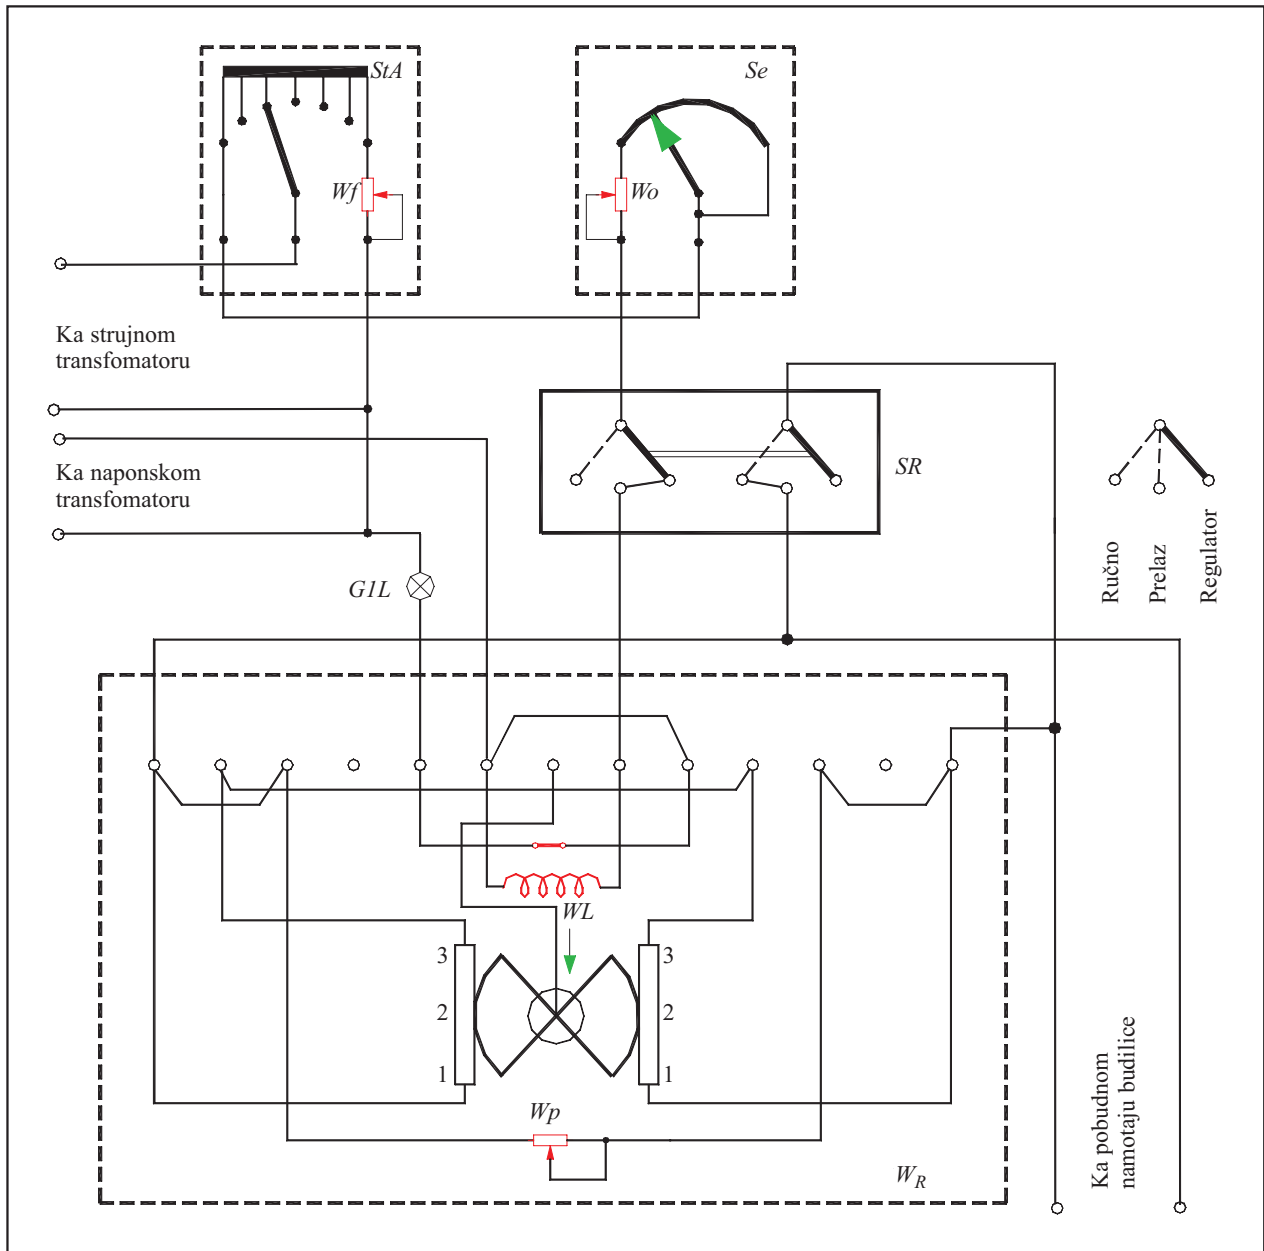 StA
Se
Wf
Wo
Ka strujnom
transfomatoru
Ka naponskom
transfomatoru
SR
Ručno
Prelaz
Regulator
G1L
WL
3
3
2
2
1
1
Wp
WR
Ka pobudnom
namotaju budilice